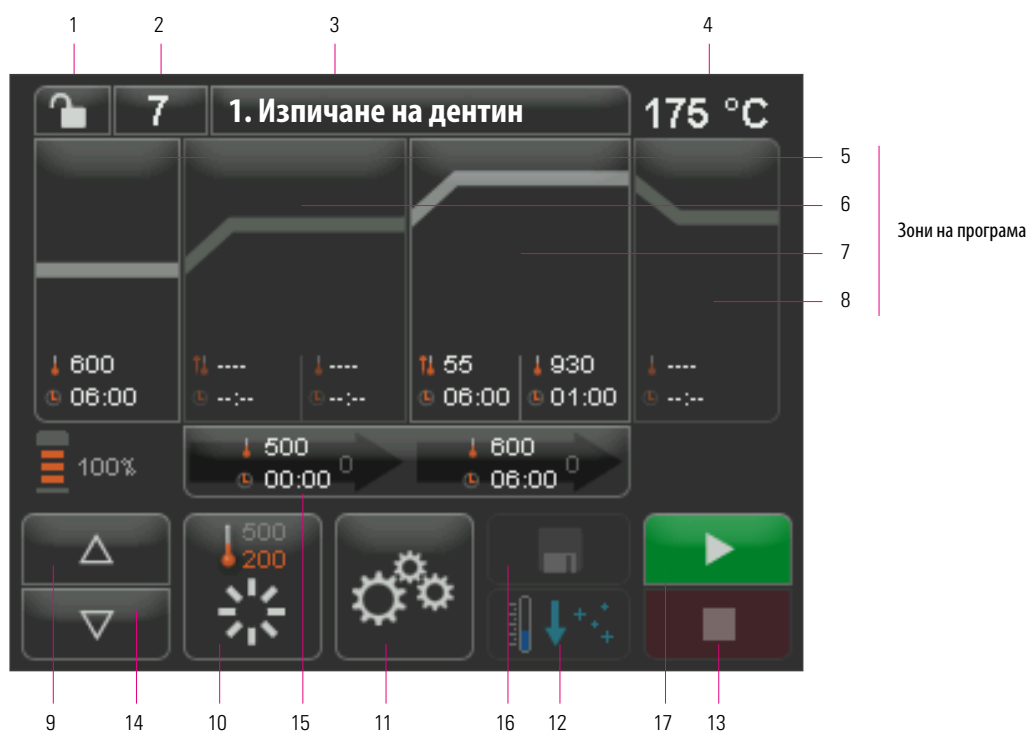 1 2 3 4
7 1. Изпичане на дентин 175 °C
5
6
Зони на програма
7
8
600 ---- ---- 55 930 ----
06:00 --:-- --:-- 06:00 01:00 --:--
100%
500 0 600 0
00:00 06:00
500
200
9 14 10 15 11 16 12 17 13